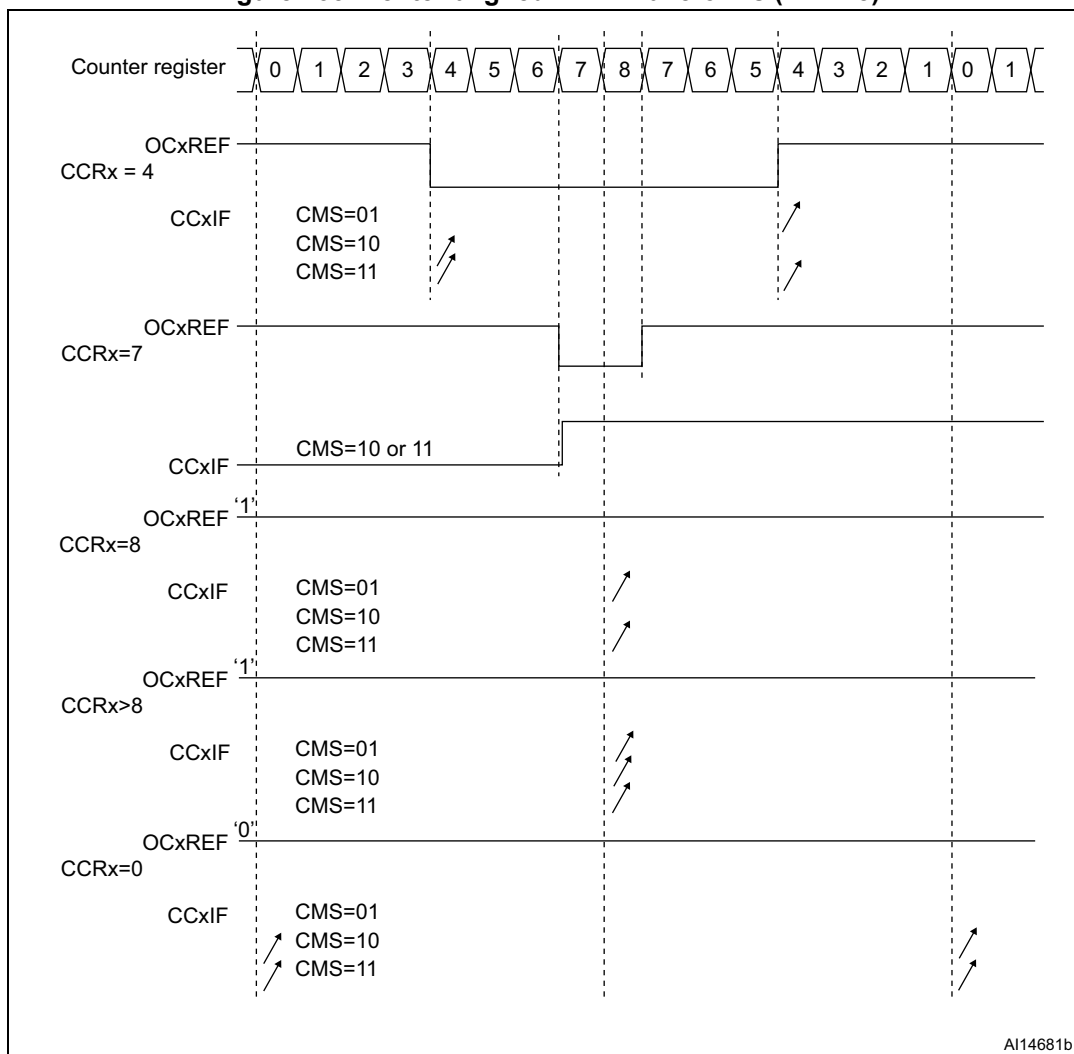 Counter register 0 1 2 3 4 5 6 7 8 7 6 5 4 3 2 1 0 1
OCxREF
CCRx = 4
CCxIF CMS=01
CMS=10
CMS=11
OCxREF
CCRx=7
CMS=10 or 11
CCxIF
OCxREF '1'
CCRx=8
CCxIF CMS=01
CMS=10
CMS=11
OCxREF '1'
CCRx>8
CCxIF CMS=01
CMS=10
CMS=11
OCxREF '0'
CCRx=0
CCxIF CMS=01
CMS=10
CMS=11
AI14681b